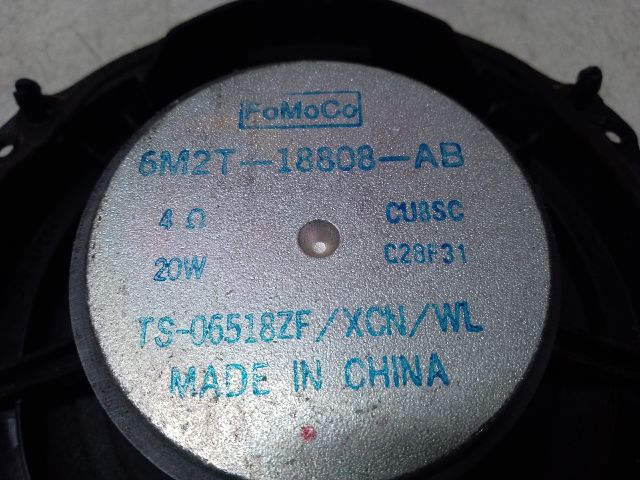 FoMoCo
6M2T-18808-AB
4 Ω CU8SC
20W C28F31
TS-06518ZF/XCN/WL
MADE IN CHINA